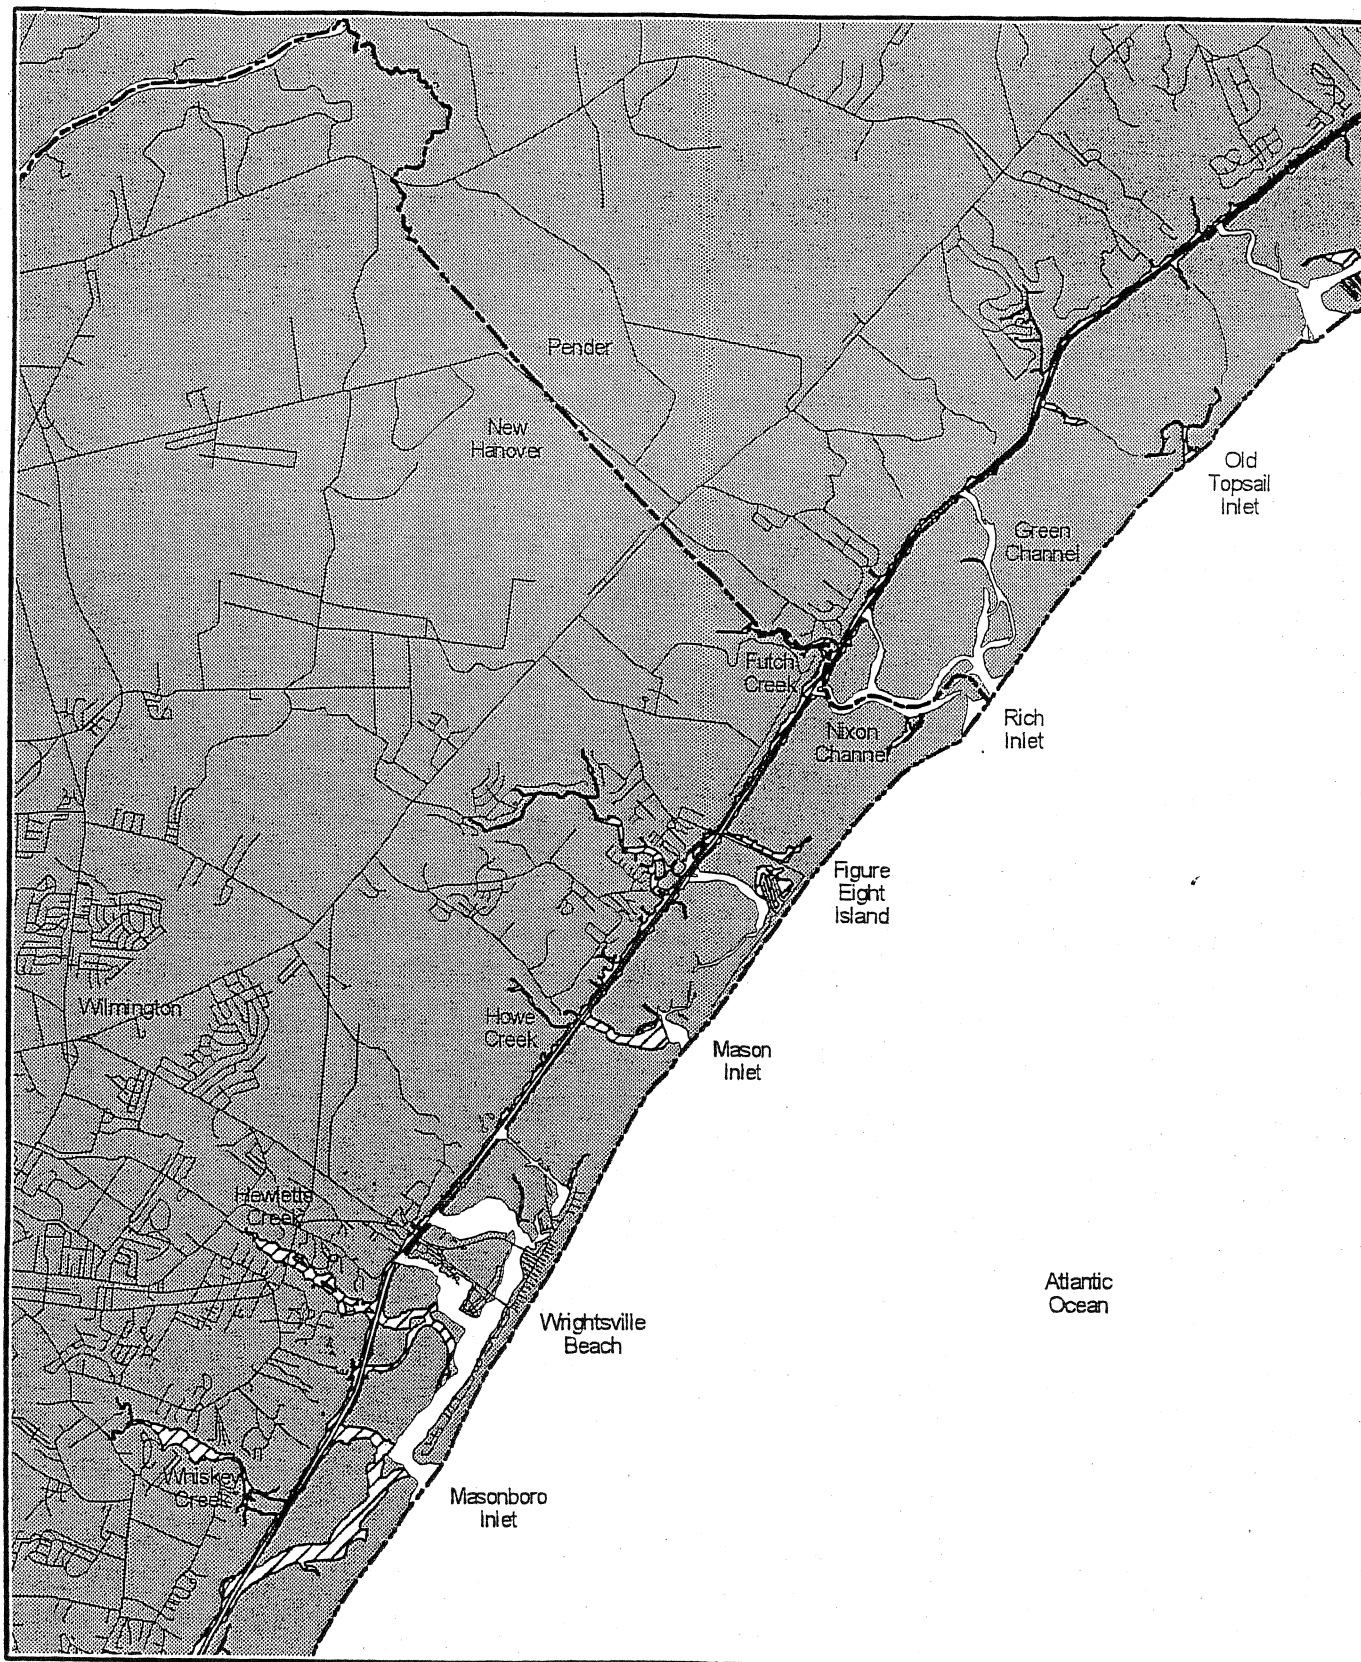 Pender
New
Hanover
Old
Topsail
Inlet
Green
Channel
Futch
Creek
Rich
Inlet
Nixon
Channel
Figure
Eight
Island
Wilmington
Howe
Creek
Mason
Inlet
Hewletts
Creek
Atlantic
Ocean
Wrightsville
Beach
Whiskey
Creek
Masonboro
Inlet